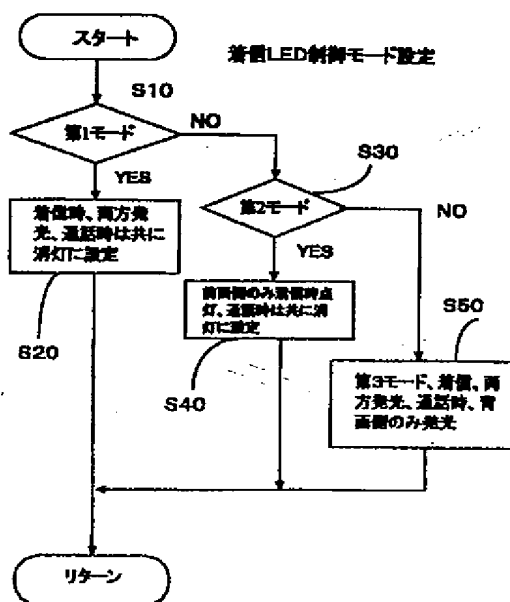 スタート
着信LED制御モード設定
S10
第1モード
NO
YES
S30
第2モード
NO
YES
着信時、両方発
光、通話時は共に
消灯に設定
S20
前面側のみ着信時点
灯、通話時は共に消
灯に設定
S40
S50
第3モード、着信、両
方発光、通話時、背
面側のみ発光
リターン